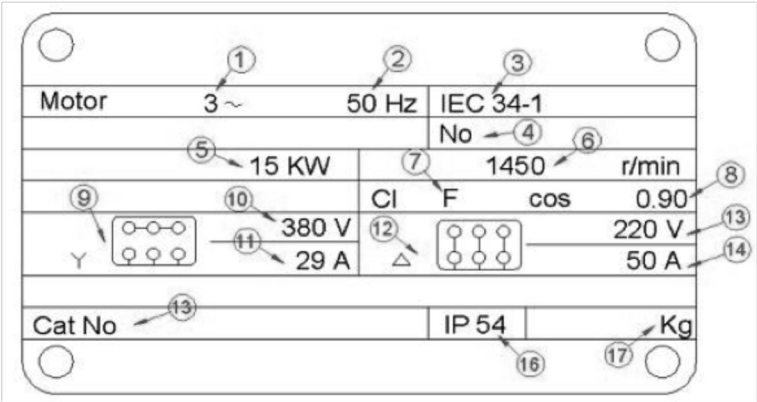 1 2 3
Motor 3~ 50 Hz IEC 34-1
No 4
5 15 KW 7 1450 6 r/min
Cl F cos 0.90 8
9 10 380 V 12 220 V 13
Y 11 29 A △ 50 A 14
Cat No 13 IP 54 Kg
16 17